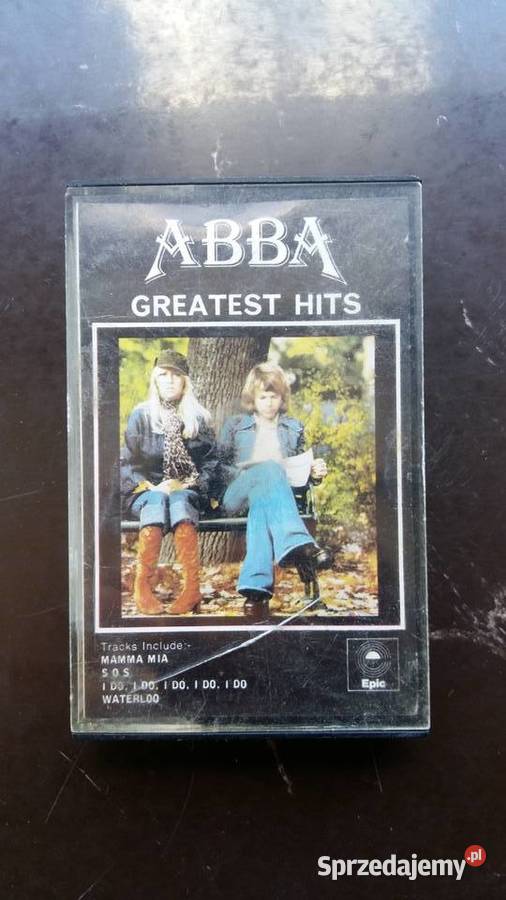 ABBA
GREATEST HITS
Tracks Include:-
MAMMA MIA
S O S
I DO, I DO, I DO, I DO, I DO
WATERLOO
Epic
Sprzedajemy.pl